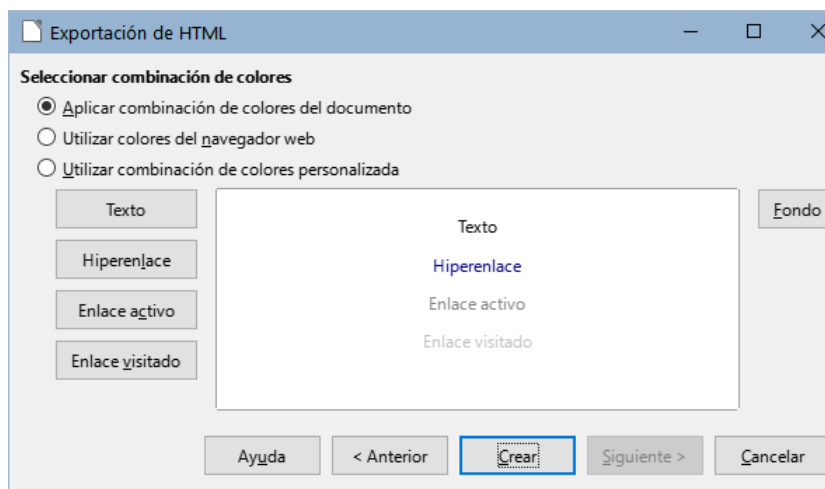 Exportación de HTML
Seleccionar combinación de colores
Aplicar combinación de colores del documento
Utilizar colores del navegador web
Utilizar combinación de colores personalizada
Texto
Texto
Fondo
Hiperenlace
Hiperenlace
Enlace activo
Enlace activo
Enlace visitado
Enlace visitado
Ayuda
< Anterior
Crear
Siguiente >
Cancelar